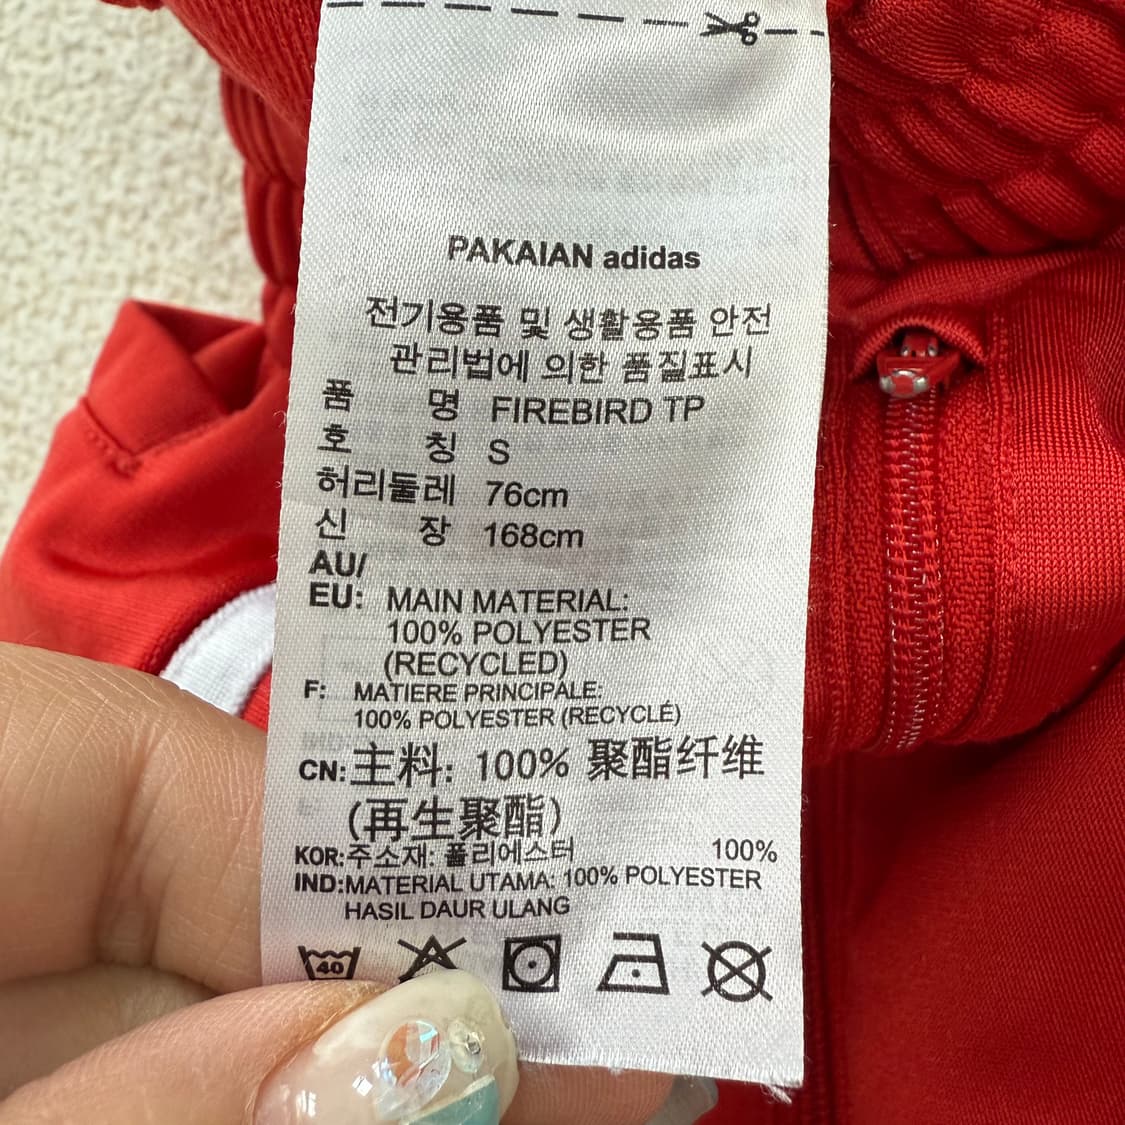 PAKAIAN adidas
전기용품 및 생활용품 안전
관리법에 의한 품질표시
품 명 FIREBIRD TP
호 칭 S
허리둘레 76cm
신 장 168cm
AU/
EU: MAIN MATERIAL:
100% POLYESTER
(RECYCLED)
F: MATIERE PRINCIPALE:
100% POLYESTER (RECYCLÉ)
CN: 主料: 100% 聚酯纤维
(再生聚酯)
KOR: 주소재: 폴리에스터 100%
IND: MATERIAL UTAMA: 100% POLYESTER
HASIL DAUR ULANG
40